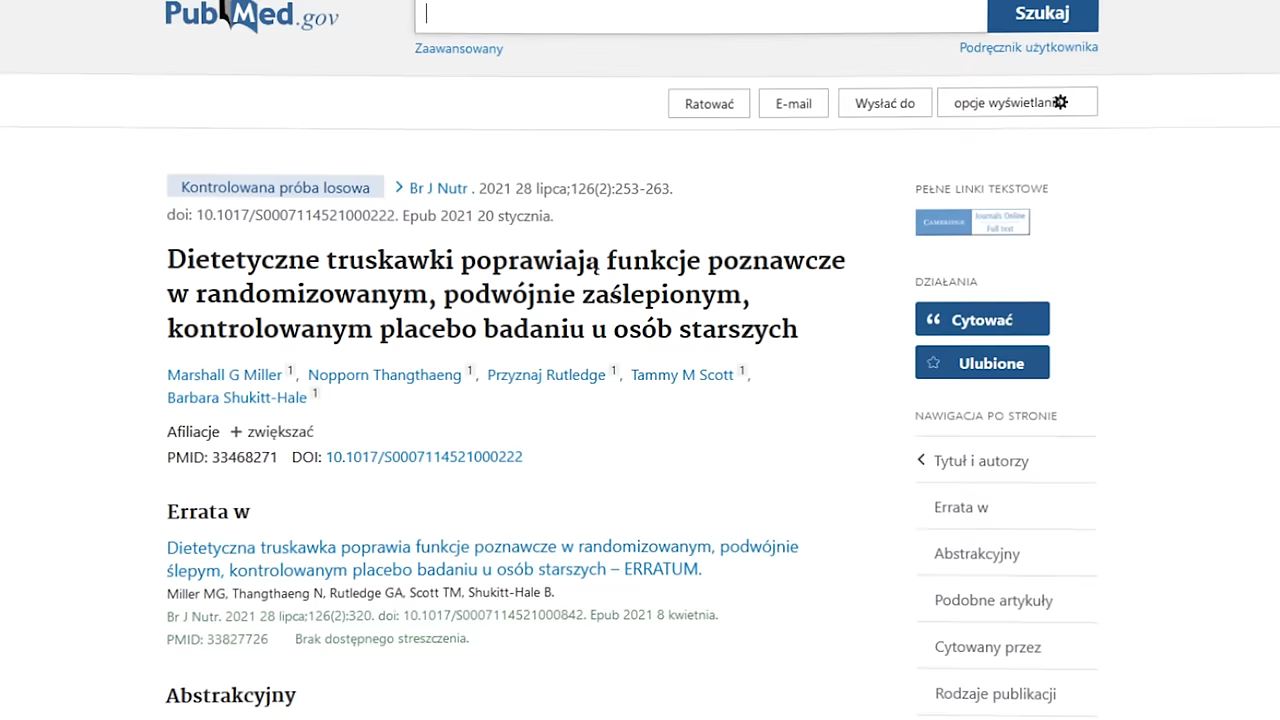 PubMed.gov
Szukaj
Zaawansowany
Podręcznik użytkownika
Ratować
E-mail
Wysłać do
opcje wyświetlani
Kontrolowana próba losowa
Br J Nutr . 2021 28 lipca;126(2):253-263.
doi: 10.1017/S0007114521000222. Epub 2021 20 stycznia.
Dietetyczne truskawki poprawiają funkcje poznawcze
w randomizowanym, podwójnie zaślepionym,
kontrolowanym placebo badaniu u osób starszych
Marshall G Miller 1, Nopporn Thangthaeng 1, Przyznaj Rutledge 1, Tammy M Scott 1,
Barbara Shukitt-Hale 1
Afiliacje + zwiększać
PMID: 33468271 DOI: 10.1017/S0007114521000222
Errata w
Dietetyczna truskawka poprawia funkcje poznawcze w randomizowanym, podwójnie
ślepym, kontrolowanym placebo badaniu u osób starszych – ERRATUM.
Miller MG, Thangthaeng N, Rutledge GA, Scott TM, Shukitt-Hale B.
Br J Nutr. 2021 28 lipca;126(2):320. doi: 10.1017/S0007114521000842. Epub 2021 8 kwietnia.
PMID: 33827726 Brak dostępnego streszczenia.
Abstrakcyjny
PEŁNE LINKI TEKSTOWE
CAMBRIDGE
Journals Online
Full text
DZIAŁANIA
Cytować
Ulubione
NAWIGACJA PO STRONIE
Tytuł i autorzy
Errata w
Abstrakcyjny
Podobne artykuły
Cytowany przez
Rodzaje publikacji